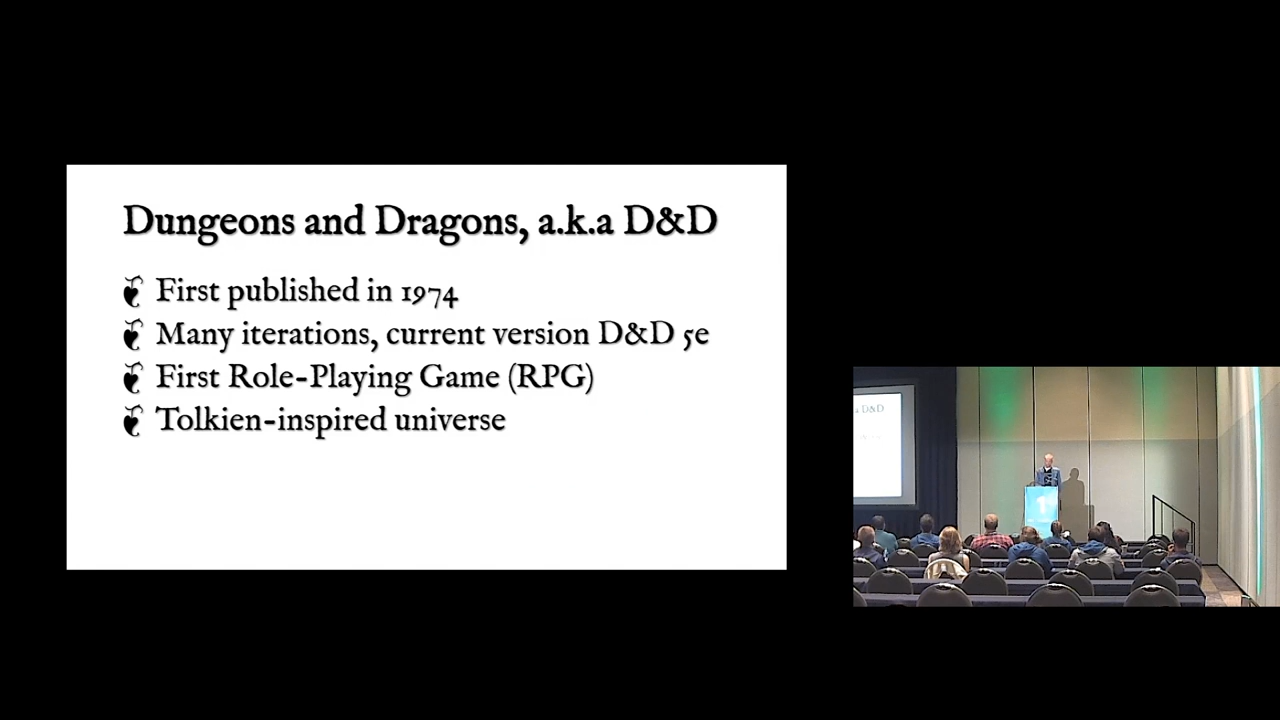 Dungeons and Dragons, a.k.a D&D
First published in 1974
Many iterations, current version D&D 5e
First Role-Playing Game (RPG)
Tolkien-inspired universe
a D&D